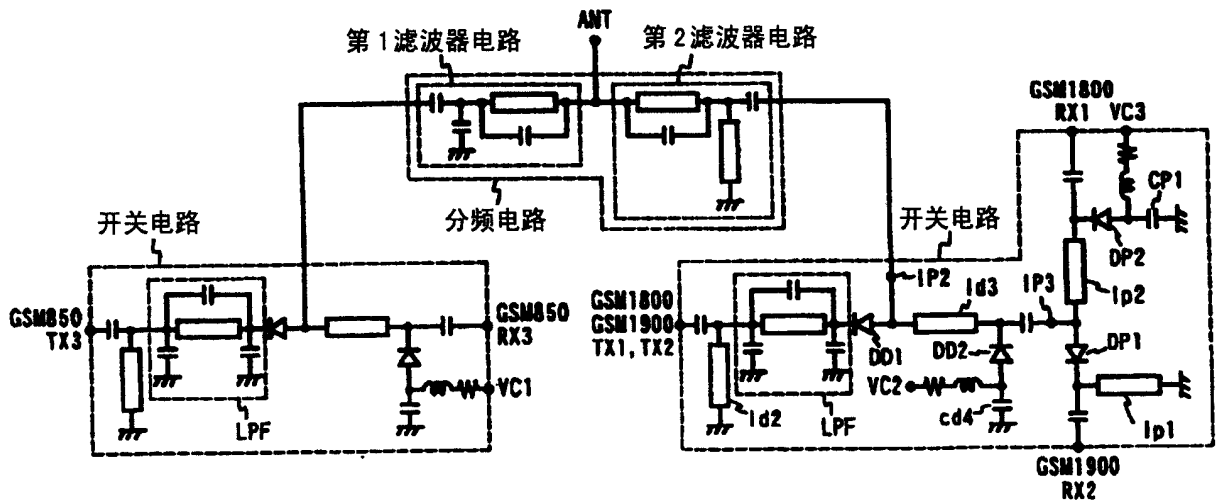 ANT
第1滤波器电路
第2滤波器电路
GSM1800
RX1
VC3
CP1
开关电路
分频电路
开关电路
DP2
IP2
ld3
IP3
lp2
GSM850
TX3
GSM850
RX3
GSM1800
GSM1900
TX1, TX2
DD1
DD2
DP1
VC1
VC2
LPF
ld2
LPF
cd4
lp1
GSM1900
RX2